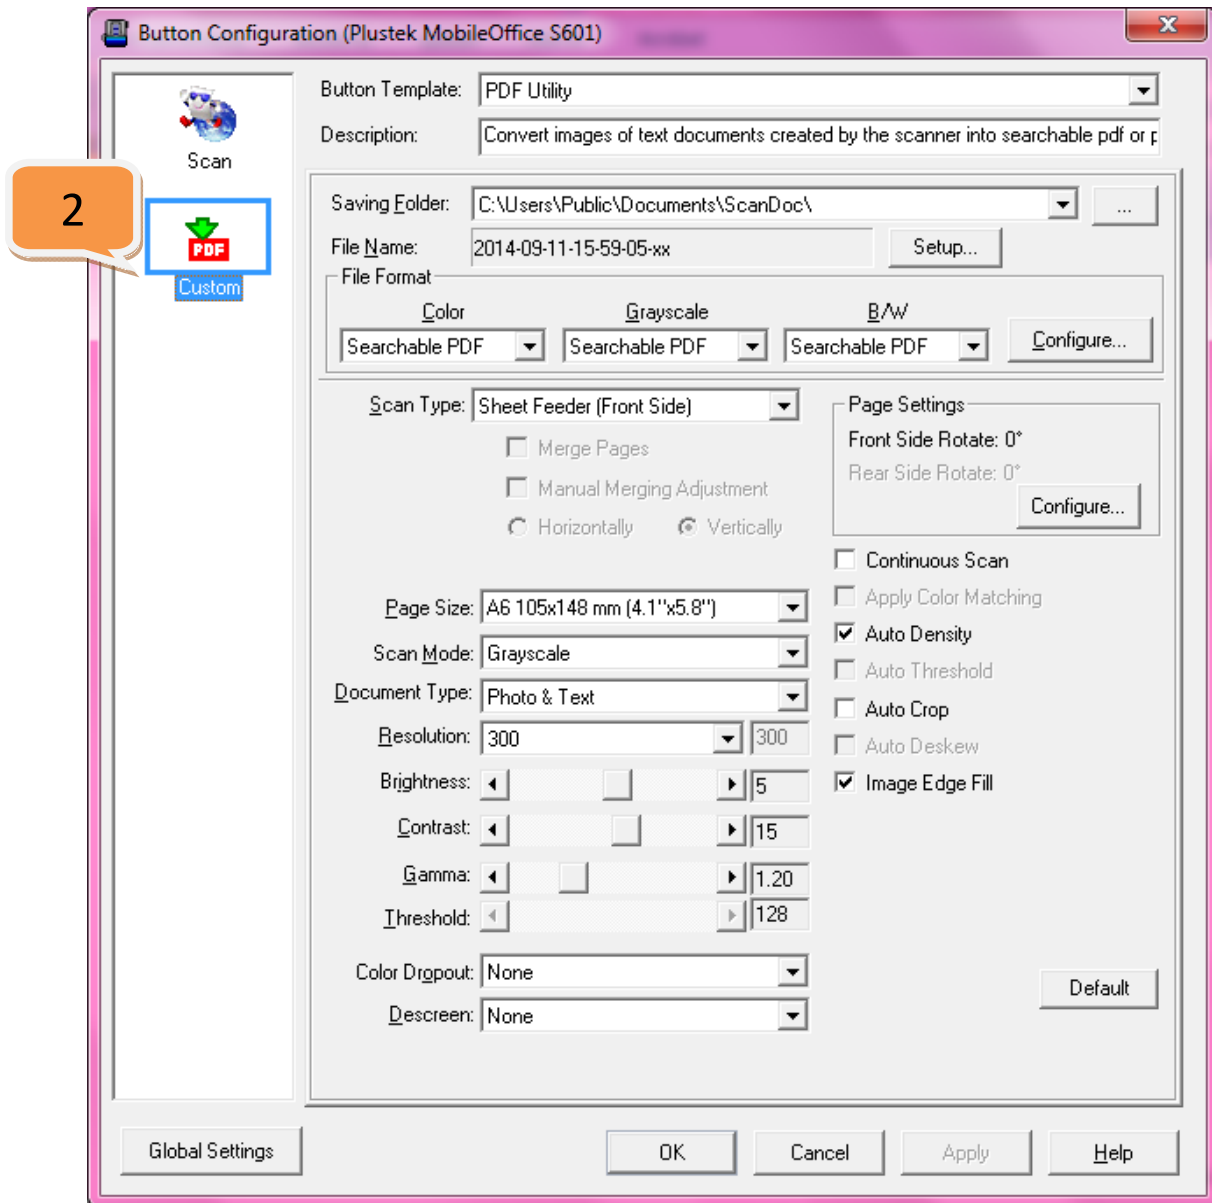 Button Configuration (Plustek MobileOffice S601)
Scan
2
PDF
Custom
Button Template: PDF Utility
Description: Convert images of text documents created by the scanner into searchable pdf or p
Saving Folder: C:\Users\Public\Documents\ScanDoc\ ...
File Name: 2014-09-11-15-59-05-xx Setup...
File Format
Color Grayscale B/W
Searchable PDF Searchable PDF Searchable PDF Configure...
Scan Type: Sheet Feeder (Front Side)
Merge Pages
Manual Merging Adjustment
Horizontally Vertically
Page Settings
Front Side Rotate: 0°
Rear Side Rotate: 0°
Configure...
Page Size: A6 105x148 mm (4.1"x5.8")
Scan Mode: Grayscale
Document Type: Photo & Text
Resolution: 300 300
Brightness: 5
Contrast: 15
Gamma: 1.20
Threshold: 128
Color Dropout: None
Descreen: None
Continuous Scan
Apply Color Matching
Auto Density
Auto Threshold
Auto Crop
Auto Deskew
Image Edge Fill
Default
Global Settings OK Cancel Apply Help